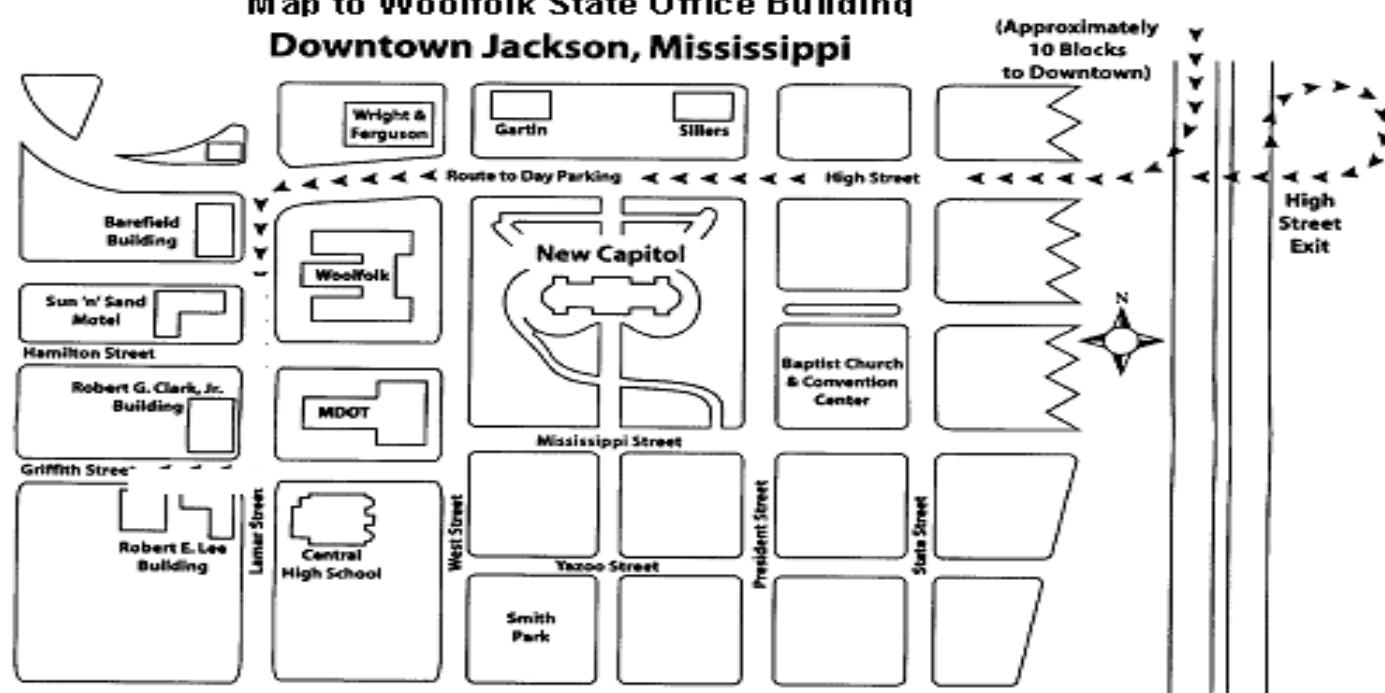 Map to Woolfolk State Office Building
Downtown Jackson, Mississippi
(Approximately
10 Blocks
to Downtown)
Wright &
Ferguson
Gartin
Sillers
Route to Day Parking
High Street
High
Street
Exit
Barefield
Building
New Capitol
Woolfolk
Sun 'n' Sand
Motel
N
Hamilton Street
Baptist Church
& Convention
Center
Robert G. Clark, Jr.
Building
MDOT
Mississippi Street
Griffith Stree
Lamar Street
West Street
President Street
State Street
Robert E. Lee
Building
Central
High School
Yazoo Street
Smith
Park